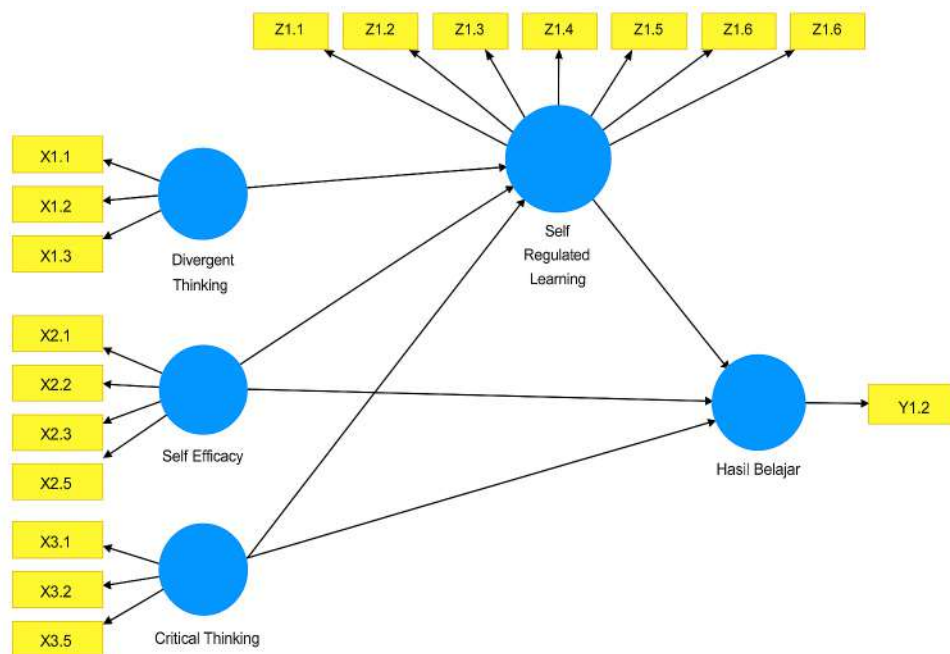 Z1.1
Z1.2
Z1.3
Z1.4
Z1.5
Z1.6
Z1.6
X1.1
X1.2
X1.3
Divergent
Thinking
Self
Regulated
Learning
X2.1
X2.2
X2.3
X2.5
Self Efficacy
Y1.2
Hasil Belajar
X3.1
X3.2
X3.5
Critical Thinking